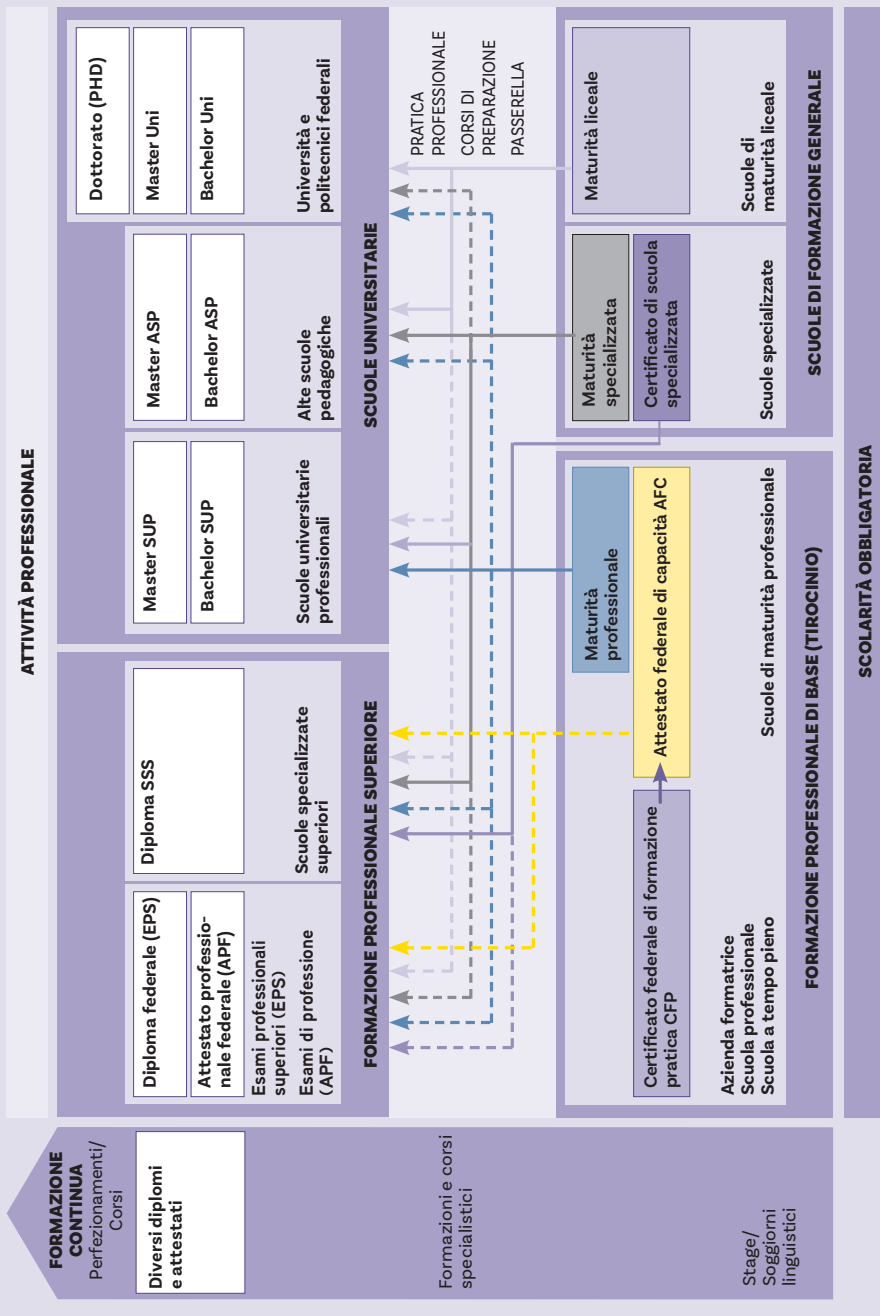 ATTIVITÀ PROFESSIONALE
FORMAZIONE
CONTINUA
Perfezionamenti/
Corsi
Diversi diplomi
e attestati
Formazioni e corsi
specialistici
Stage/
Soggiorni
linguistici
Diploma federale (EPS)
Attestato professio-
nale federale (APF)
Esami professionali
superiori (EPS)
Esami di professione
(APF)
Diploma SSS
Scuole specializzate
superiori
FORMAZIONE PROFESSIONALE SUPERIORE
Master SUP
Bachelor SUP
Scuole universitarie
professionali
Master ASP
Bachelor ASP
Alte scuole
pedagogiche
Dottorato (PHD)
Master Uni
Bachelor Uni
Università e
politecnici federali
SCUOLE UNIVERSITARIE
PRATICA
PROFESSIONALE
CORSI DI
PREPARAZIONE
PASSERELLA
Certificato federale di formazione
pratica CFP
Attestato federale di capacità AFC
Maturità
professionale
Azienda formatrice
Scuola professionale
Scuola a tempo pieno
Scuole di maturità professionale
FORMAZIONE PROFESSIONALE DI BASE (TIROCINIO)
Maturità
specializzata
Certificato di scuola
specializzata
Scuole specializzate
Maturità liceale
Scuole di
maturità liceale
SCUOLE DI FORMAZIONE GENERALE
SCOLARITÀ OBBLIGATORIA